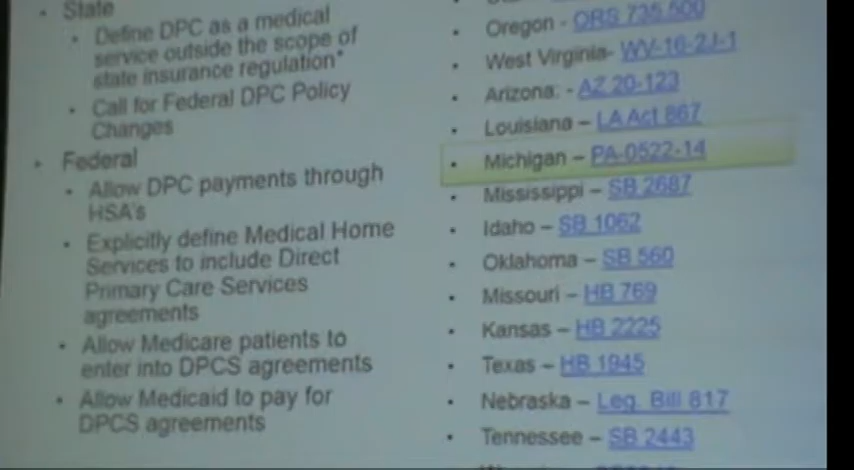 • State
• Define DPC as a medical
service outside the scope of
state insurance regulation*
• Call for Federal DPC Policy
Changes
• Federal
• Allow DPC payments through
HSA's
• Explicitly define Medical Home
Services to include Direct
Primary Care Services
agreements
• Allow Medicare patients to
enter into DPCS agreements
• Allow Medicaid to pay for
DPCS agreements
• Oregon - ORS 735.500
• West Virginia- WV-16-2J-1
• Arizona: - AZ 20-123
• Louisiana – LA Act 867
• Michigan – PA-0522-14
• Mississippi – SB 2687
• Idaho – SB 1062
• Oklahoma – SB 560
• Missouri – HB 769
• Kansas – HB 2225
• Texas – HB 1945
• Nebraska – Leg. Bill 817
• Tennessee – SB 2443